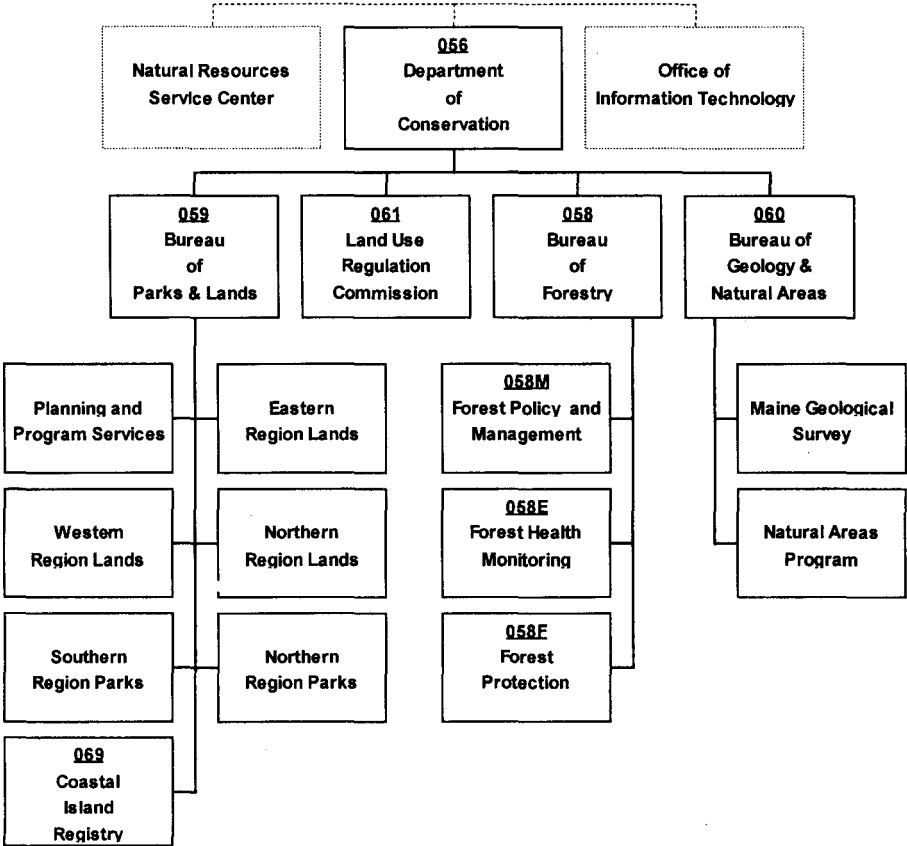 Natural Resources
Service Center
056
Department
of
Conservation
Office of
Information Technology
059
Bureau
of
Parks & Lands
061
Land Use
Regulation
Commission
058
Bureau
of
Forestry
060
Bureau of
Geology &
Natural Areas
Planning and
Program Services
Eastern
Region Lands
058M
Forest Policy and
Management
Maine Geological
Survey
Western
Region Lands
Northern
Region Lands
058E
Forest Health
Monitoring
Natural Areas
Program
Southern
Region Parks
Northern
Region Parks
058F
Forest
Protection
069
Coastal
Island
Registry